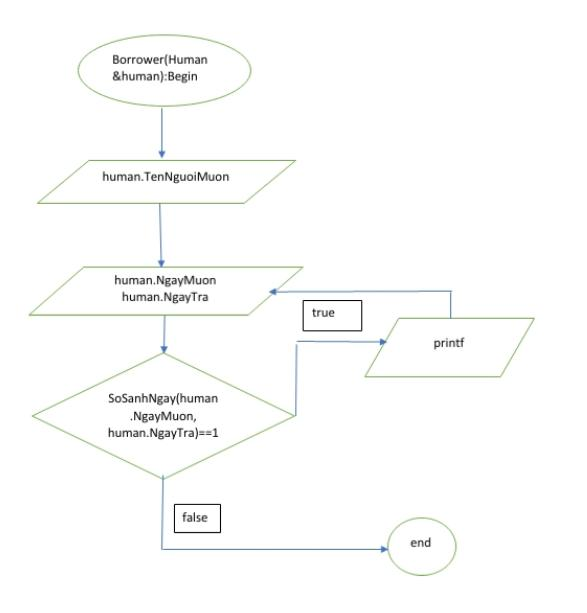 Borrower(Human
&human):Begin
human.TenNguoiMuon
human.NgayMuon
human.NgayTra
true
printf
SoSanhNgay(human
.NgayMuon,
human.NgayTra)==1
false
end